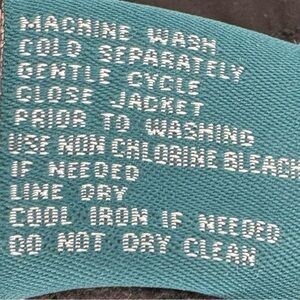 MACHINE WASH
COLD SEPARATELY
GENTLE CYCLE
CLOSE JACKET
PRIOR TO WASHING
USE NON CHLORINE BLEACH
IF NEEDED
LIME DRY
COOL IRON IF NEEDED
DO NOT DRY CLEAN